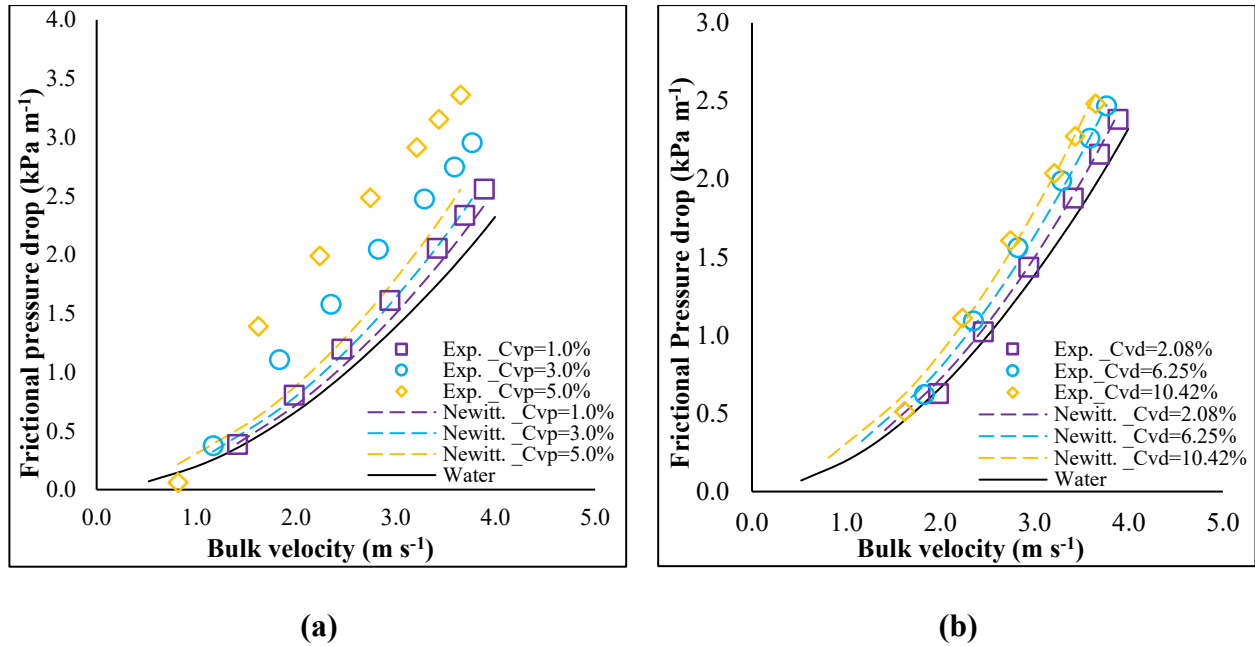 4.0
3.5
3.0
2.5
2.0
1.5
1.0
0.5
0.0
Frictional pressure drop (kPa m-1)
Exp. _Cvp=1.0%
Exp. _Cvp=3.0%
Exp. _Cvp=5.0%
Newitt. _Cvp=1.0%
Newitt. _Cvp=3.0%
Newitt. _Cvp=5.0%
Water
0.0 1.0 2.0 3.0 4.0 5.0
Bulk velocity (m s-1)
(a)
3.0
2.5
2.0
1.5
1.0
0.5
0.0
Frictional Pressure drop (kPa m-1)
Exp. _Cvd=2.08%
Exp. _Cvd=6.25%
Exp. _Cvd=10.42%
Newitt. _Cvd=2.08%
Newitt. _Cvd=6.25%
Newitt. _Cvd=10.42%
Water
0.0 1.0 2.0 3.0 4.0 5.0
Bulk velocity (m s-1)
(b)